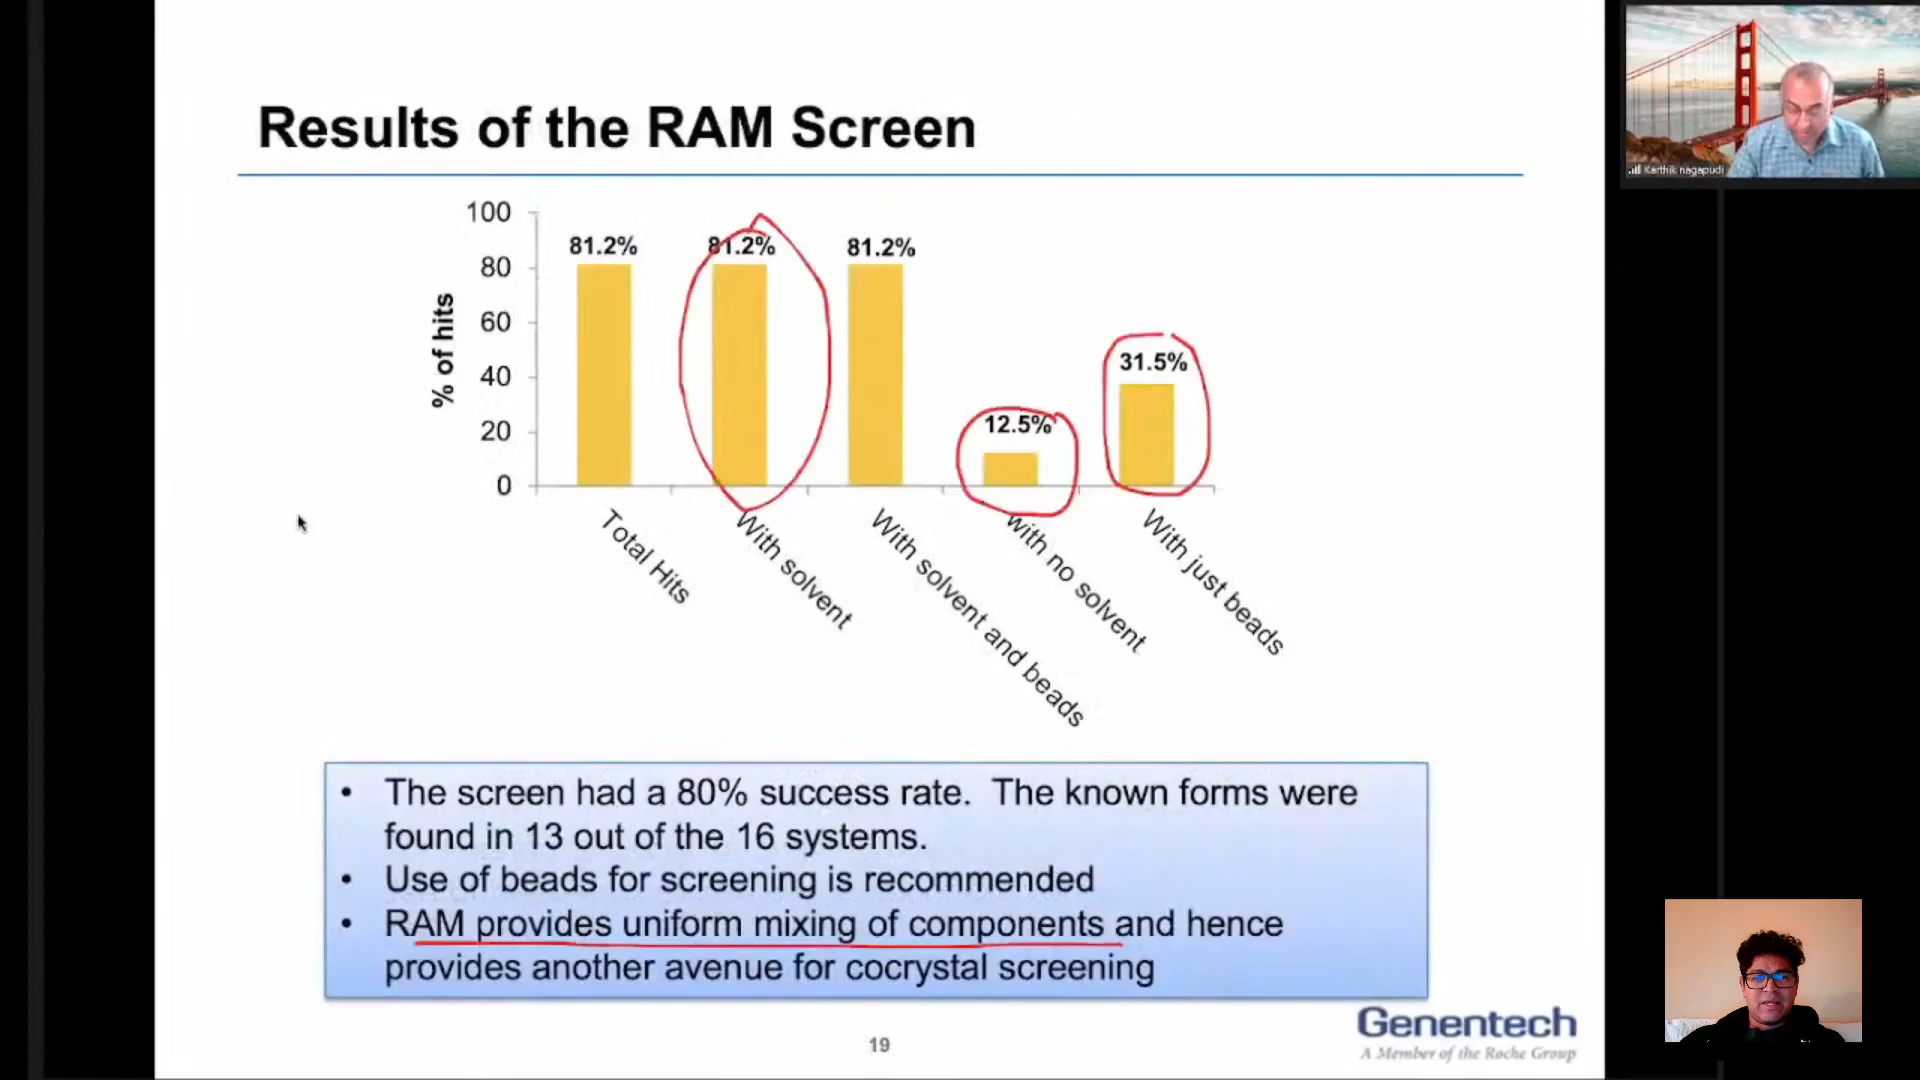 Results of the RAM Screen
% of hits
100
80
60
40
20
0
81.2%
81.2%
81.2%
12.5%
31.5%
Total Hits
With solvent
With solvent and beads
with no solvent
With just beads
• The screen had a 80% success rate. The known forms were
found in 13 out of the 16 systems.
• Use of beads for screening is recommended
• RAM provides uniform mixing of components and hence
provides another avenue for cocrystal screening
19
Genentech
A Member of the Roche Group
Karthik nagapudi